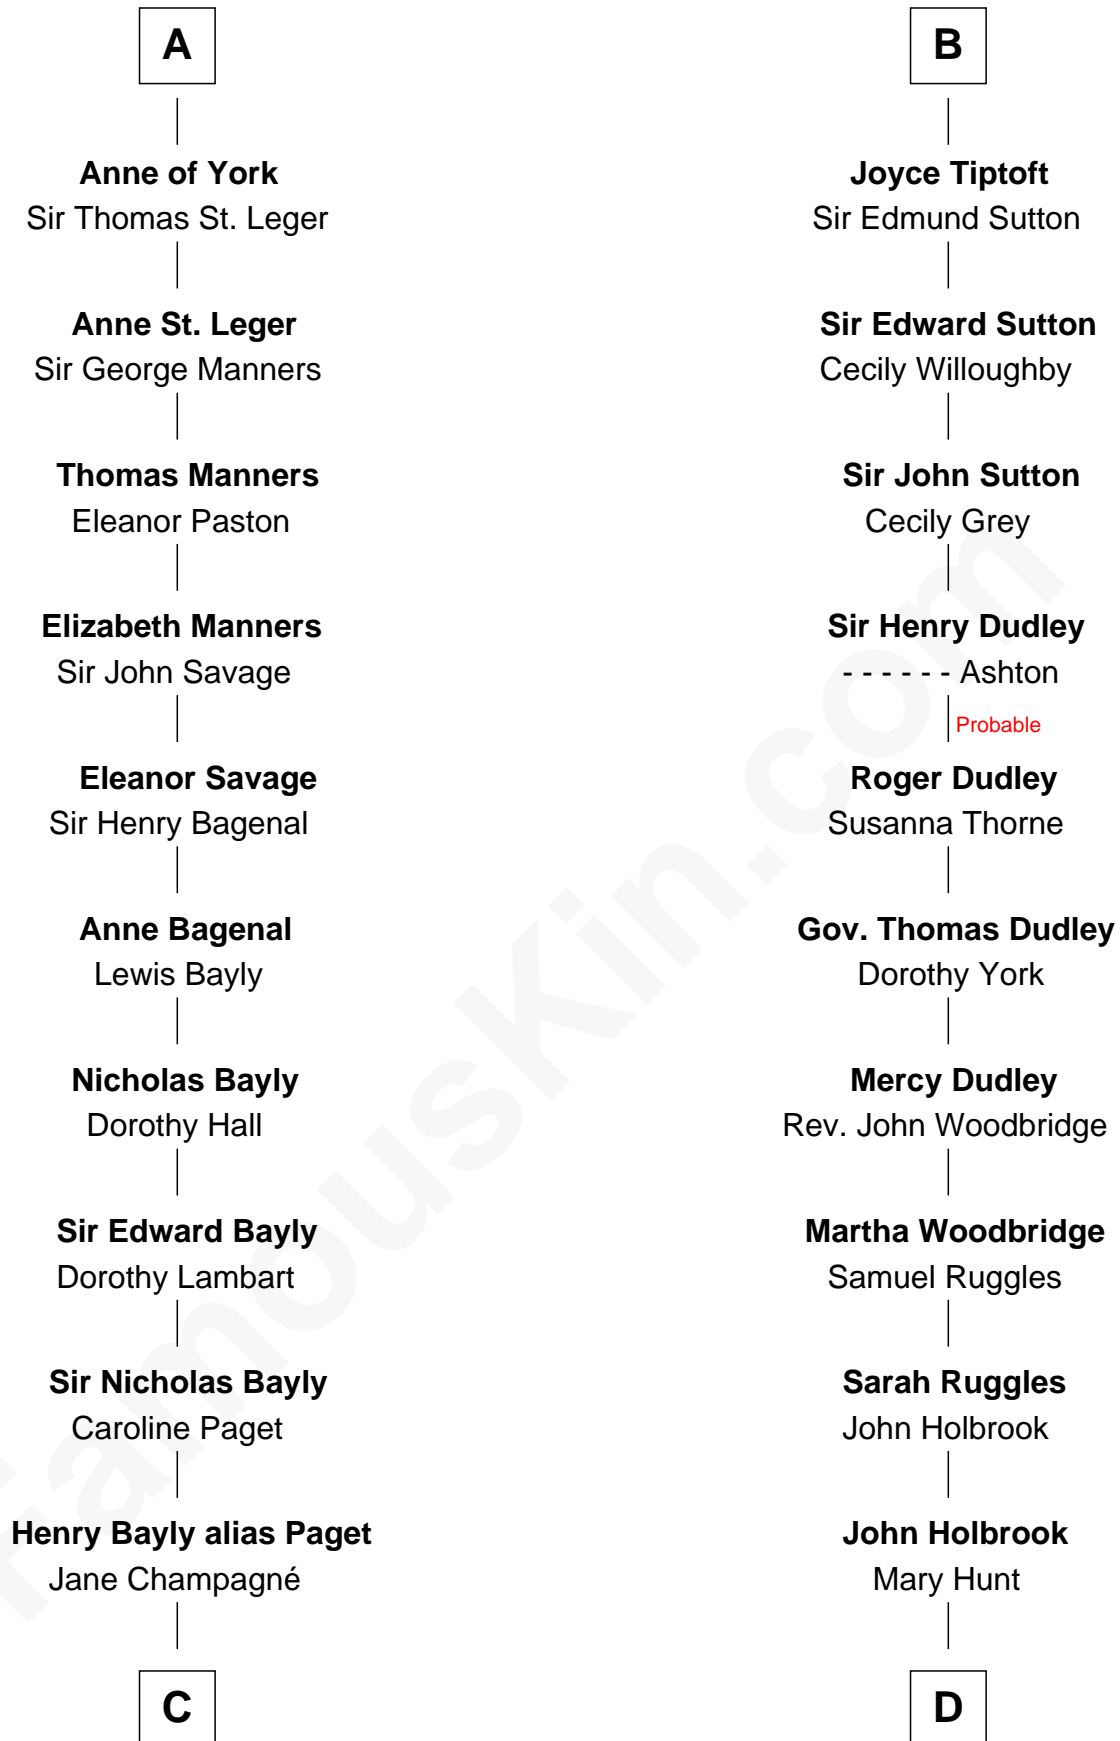 A
Anne of York
Sir Thomas St. Leger
Anne St. Leger
Sir George Manners
Thomas Manners
Eleanor Paston
Elizabeth Manners
Sir John Savage
Eleanor Savage
Sir Henry Bagenal
Anne Bagenal
Lewis Bayly
Nicholas Bayly
Dorothy Hall
Sir Edward Bayly
Dorothy Lambart
Sir Nicholas Bayly
Caroline Paget
Henry Bayly alias Paget
Jane Champagné
C
B
Joyce Tiptoft
Sir Edmund Sutton
Sir Edward Sutton
Cecily Willoughby
Sir John Sutton
Cecily Grey
Sir Henry Dudley
- - - - - - Ashton
Probable
Roger Dudley
Susanna Thorne
Gov. Thomas Dudley
Dorothy York
Mercy Dudley
Rev. John Woodbridge
Martha Woodbridge
Samuel Ruggles
Sarah Ruggles
John Holbrook
John Holbrook
Mary Hunt
D
FamousKin.com